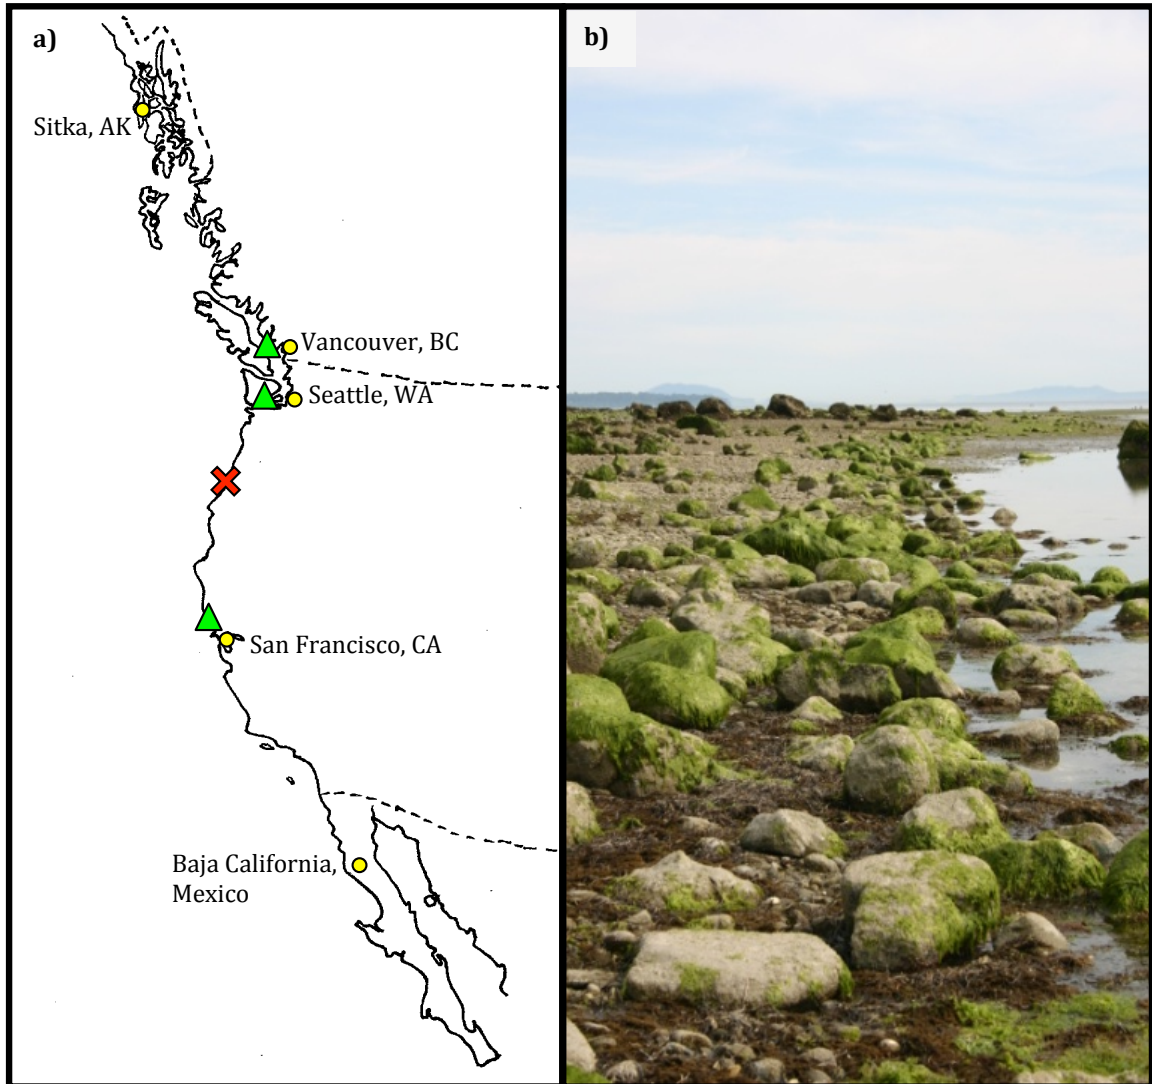 a)
Sitka, AK
Vancouver, BC
Seattle, WA
San Francisco, CA
Baja California,
Mexico
b)